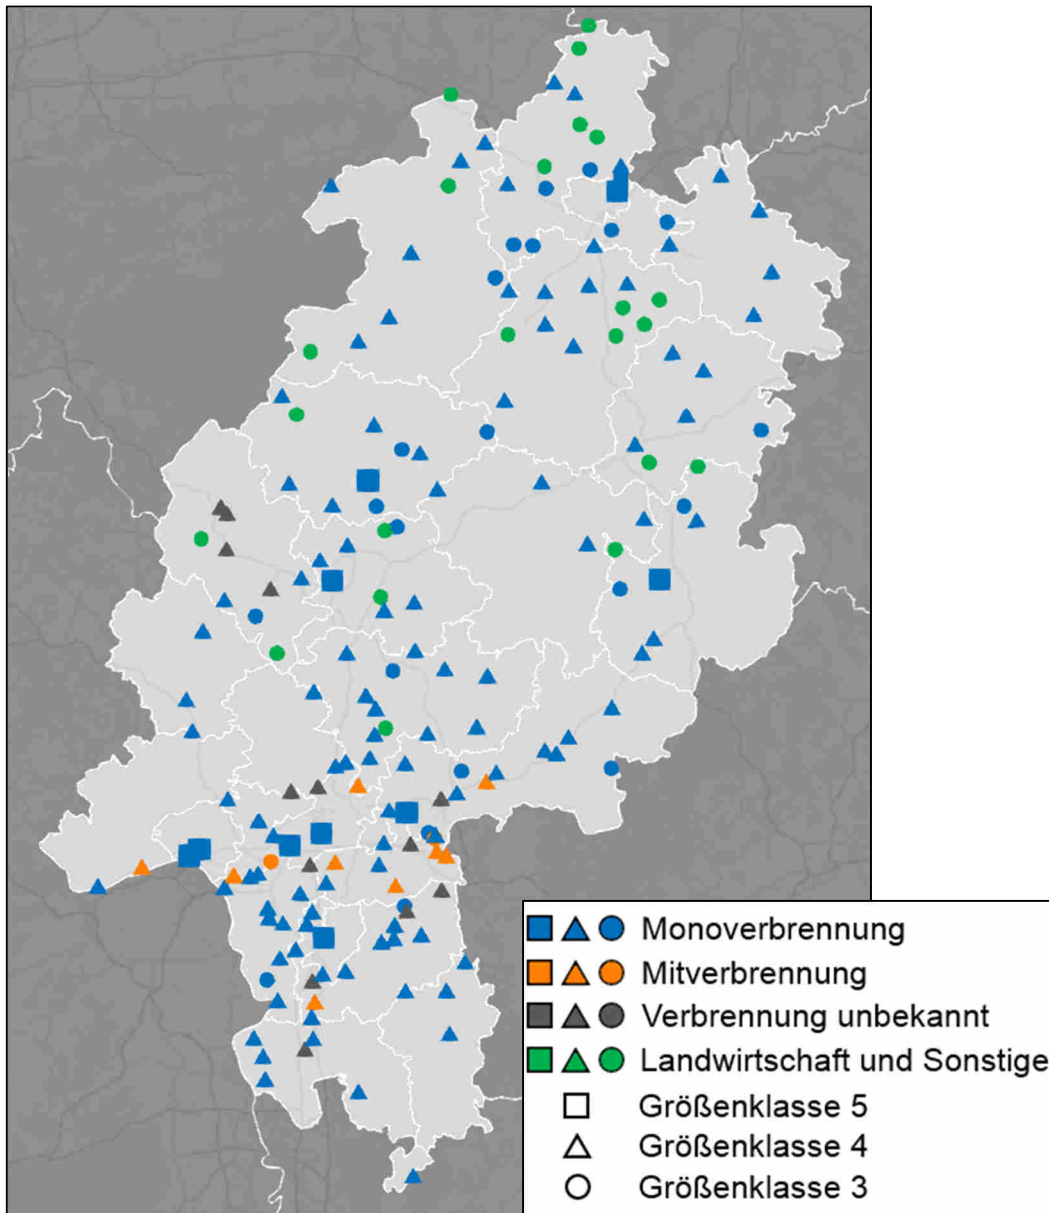 Monoverbrennung
Mitverbrennung
Verbrennung unbekannt
Landwirtschaft und Sonstige
Größenklasse 5
Größenklasse 4
Größenklasse 3